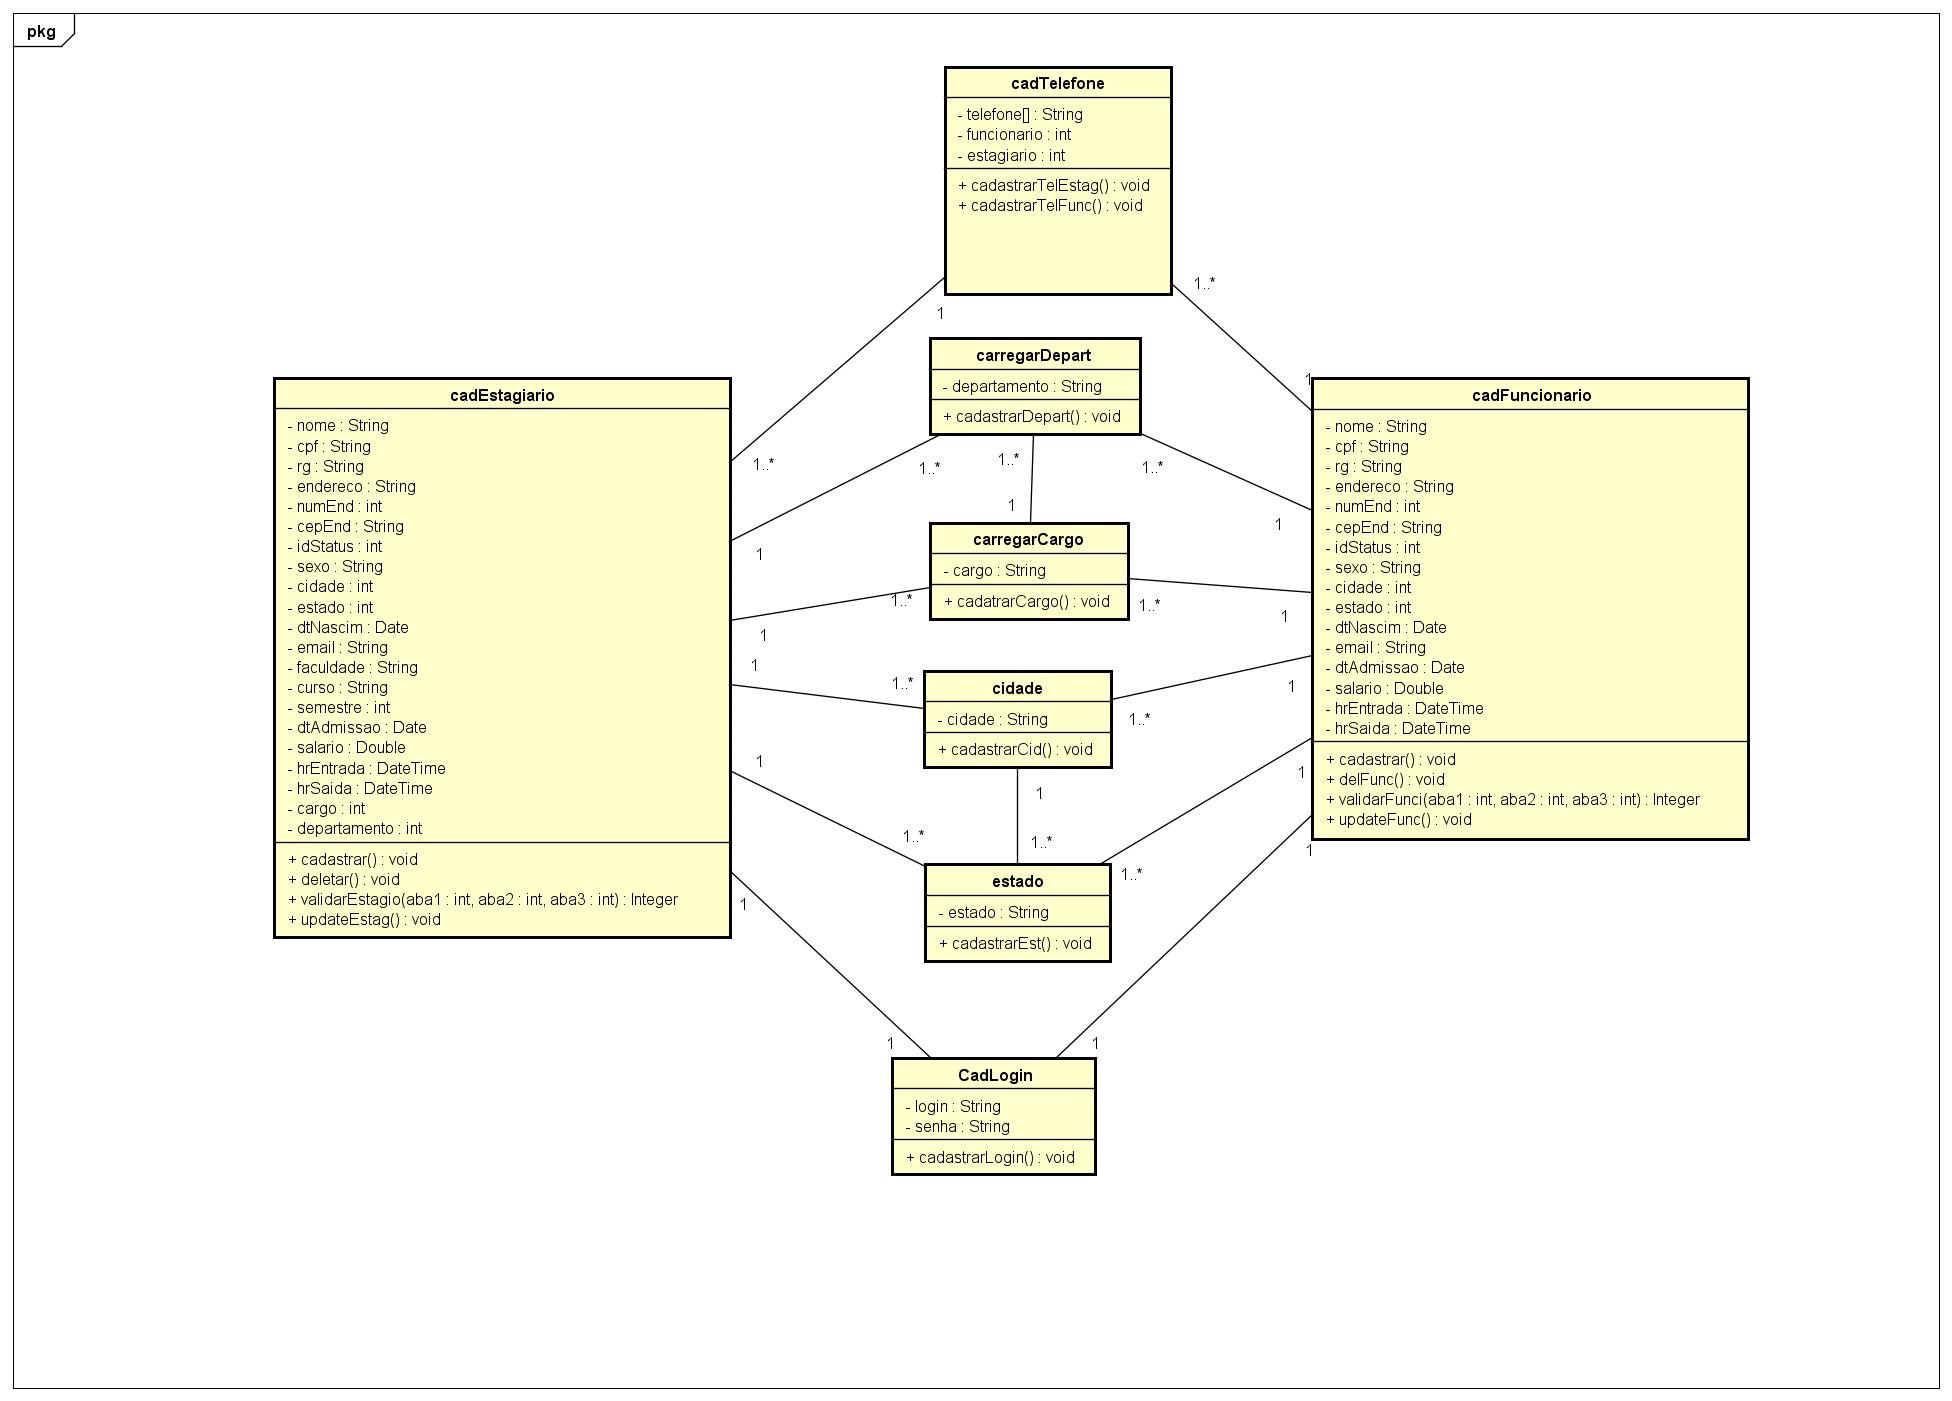 pkg
cadTelefone
- telefone[] : String
- funcionario : int
- estagiario : int
+ cadastrarTelEstag() : void
+ cadastrarTelFunc() : void
1
1..*
1..*
1
carregarDepart
- departamento : String
+ cadastrarDepart() : void
1..*
1
1..*
1
1..*
1
cadEstagiario
- nome : String
- cpf : String
- rg : String
- endereco : String
- numEnd : int
- cepEnd : String
- idStatus : int
- sexo : String
- cidade : int
- estado : int
- dtNascim : Date
- email : String
- faculdade : String
- curso : String
- semestre : int
- dtAdmissao : Date
- salario : Double
- hrEntrada : DateTime
- hrSaida : DateTime
- cargo : int
- departamento : int
+ cadastrar() : void
+ deletar() : void
+ validarEstagio(aba1 : int, aba2 : int, aba3 : int) : Integer
+ updateEstag() : void
carregarCargo
- cargo : String
+ cadatrarCargo() : void
1..*
1
1..*
1
cadFuncionario
- nome : String
- cpf : String
- rg : String
- endereco : String
- numEnd : int
- cepEnd : String
- idStatus : int
- sexo : String
- cidade : int
- estado : int
- dtNascim : Date
- email : String
- dtAdmissao : Date
- salario : Double
- hrEntrada : DateTime
- hrSaida : DateTime
+ cadastrar() : void
+ delFunc() : void
+ validarFunci(aba1 : int, aba2 : int, aba3 : int) : Integer
+ updateFunc() : void
cidade
- cidade : String
+ cadastrarCid() : void
1
1..*
1
1..*
1
1..*
estado
- estado : String
+ cadastrarEst() : void
1
1..*
1
1..*
CadLogin
- login : String
- senha : String
+ cadastrarLogin() : void
1
1
1
1